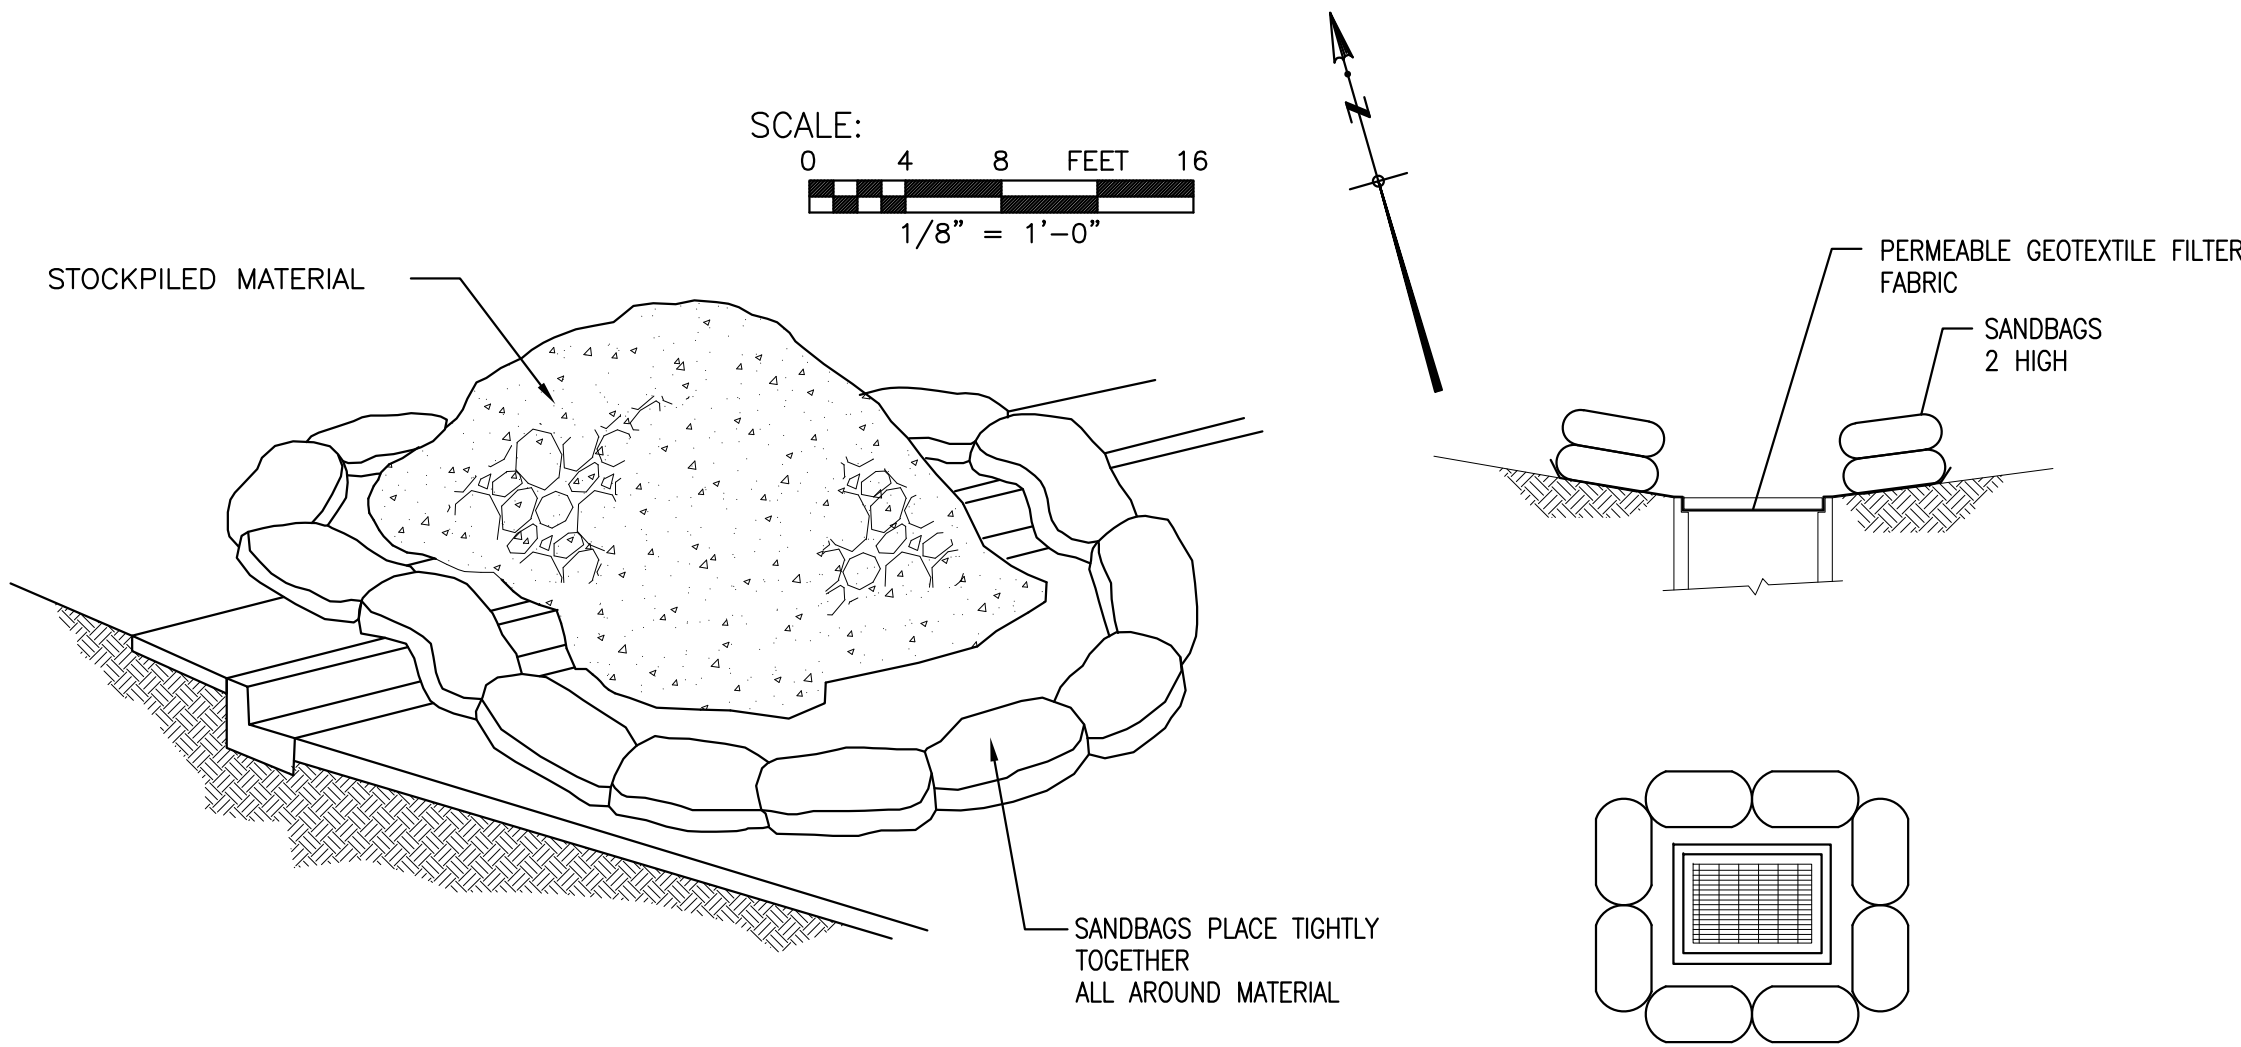 SCALE:
0 4 8 FEET 16
1/8" = 1'-0"
N
STOCKPILED MATERIAL
PERMEABLE GEOTEXTILE FILTER
FABRIC
SANDBAGS
2 HIGH
SANDBAGS PLACE TIGHTLY
TOGETHER
ALL AROUND MATERIAL